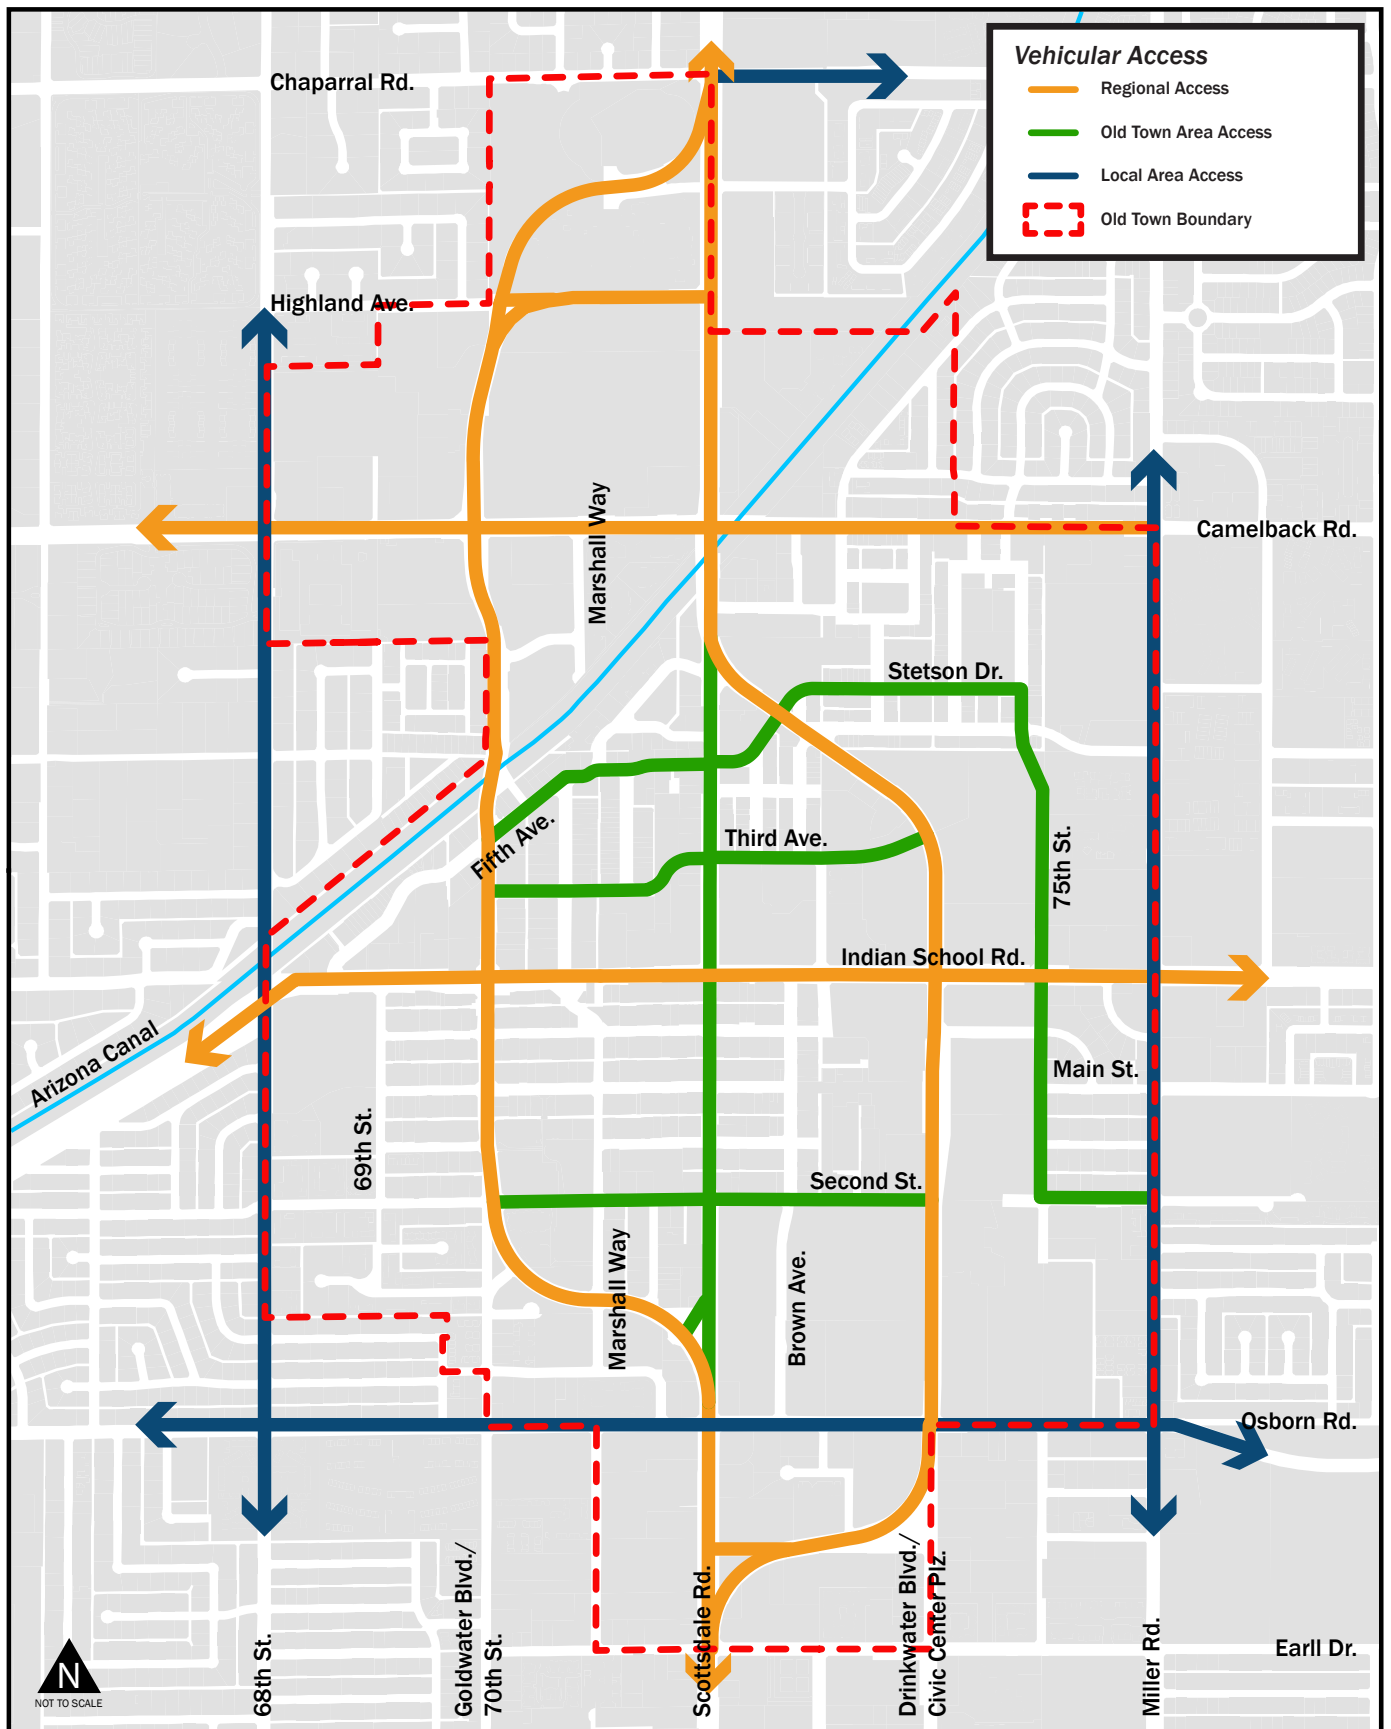 Vehicular Access
Regional Access
Old Town Area Access
Local Area Access
Old Town Boundary
Chaparral Rd.
Highland Ave.
Marshall Way
Camelback Rd.
Stetson Dr.
Fifth Ave.
Third Ave.
75th St.
Indian School Rd.
Arizona Canal
Main St.
69th St.
Second St.
Marshall Way
Brown Ave.
Osborn Rd.
68th St.
Goldwater Blvd./
70th St.
Scottsdale Rd.
Drinkwater Blvd./
Civic Center Plz.
Miller Rd.
Earll Dr.
N
NOT TO SCALE